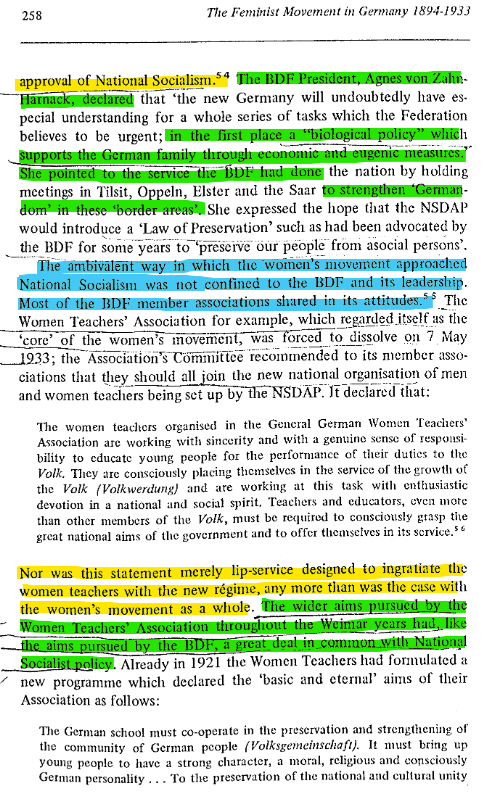 258
The Feminist Movement in Germany 1894-1933
approval of National Socialism.54 The BDF President, Agnes von Zahn-
Harnack, declared that ‘the new Germany will undoubtedly have es-
pecial understanding for a whole series of tasks which the Federation
believes to be urgent; in the first place a “biological policy” which
supports the German family through economic and eugenic measures.’
She pointed to the service the BDF had done the nation by holding
meetings in Tilsit, Oppeln, Elster and the Saar to strengthen ‘German-
dom’ in these ‘border areas’. She expressed the hope that the NSDAP
would introduce a ‘Law of Preservation’ such as had been advocated by
the BDF for some years to ‘preserve our people from asocial persons’.
The ambivalent way in which the women’s movement approached
National Socialism was not confined to the BDF and its leadership.
Most of the BDF member associations shared in its attitudes.55 The
Women Teachers’ Association for example, which regarded itself as the
‘core’ of the women’s movement, was forced to dissolve on 7 May
1933; the Association’s Committee recommended to its member asso-
ciations that they should all join the new national organisation of men
and women teachers being set up by the NSDAP. It declared that:
The women teachers organised in the General German Women Teachers’
Association are working with sincerity and with a genuine sense of responsi-
bility to educate young people for the performance of their duties to the
Volk. They are consciously placing themselves in the service of the growth of
the Volk (Volkwerdung) and are working at this task with enthusiastic
devotion in a national and social spirit. Teachers and educators, even more
than other members of the Volk, must be required to consciously grasp the
great national aims of the government and to offer themselves in its service.56
Nor was this statement merely lip-service designed to ingratiate the
women teachers with the new régime, any more than was the case with
the women’s movement as a whole. The wider aims pursued by the
Women Teachers’ Association throughout the Weimar years had, like
the aims pursued by the BDF, a great deal in common with National
Socialist policy. Already in 1921 the Women Teachers had formulated a
new programme which declared the ‘basic and eternal’ aims of their
Association as follows:
The German school must co-operate in the preservation and strengthening of
the community of German people (Volksgemeinschaft). It must bring up
young people to have a strong character, a moral, religious and consciously
German personality . . . To the preservation of the national and cultural unity